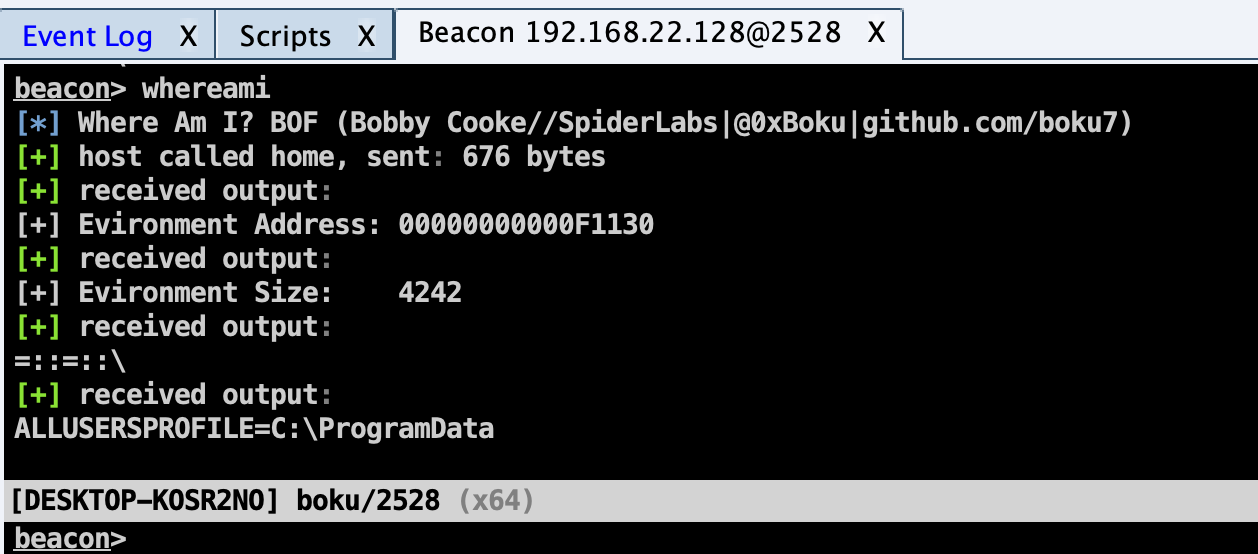 Event Log X Scripts X Beacon 192.168.22.128@2528 X
beacon> whereami
[*] Where Am I? BOF (Bobby Cooke//SpiderLabs|@0xBoku|github.com/boku7)
[+] host called home, sent: 676 bytes
[+] received output:
[+] Evironment Address: 00000000000F1130
[+] received output:
[+] Evironment Size:    4242
[+] received output:
=::=::\
[+] received output:
ALLUSERSPROFILE=C:\ProgramData
[DESKTOP-KOSR2NO] boku/2528 (x64)
beacon>